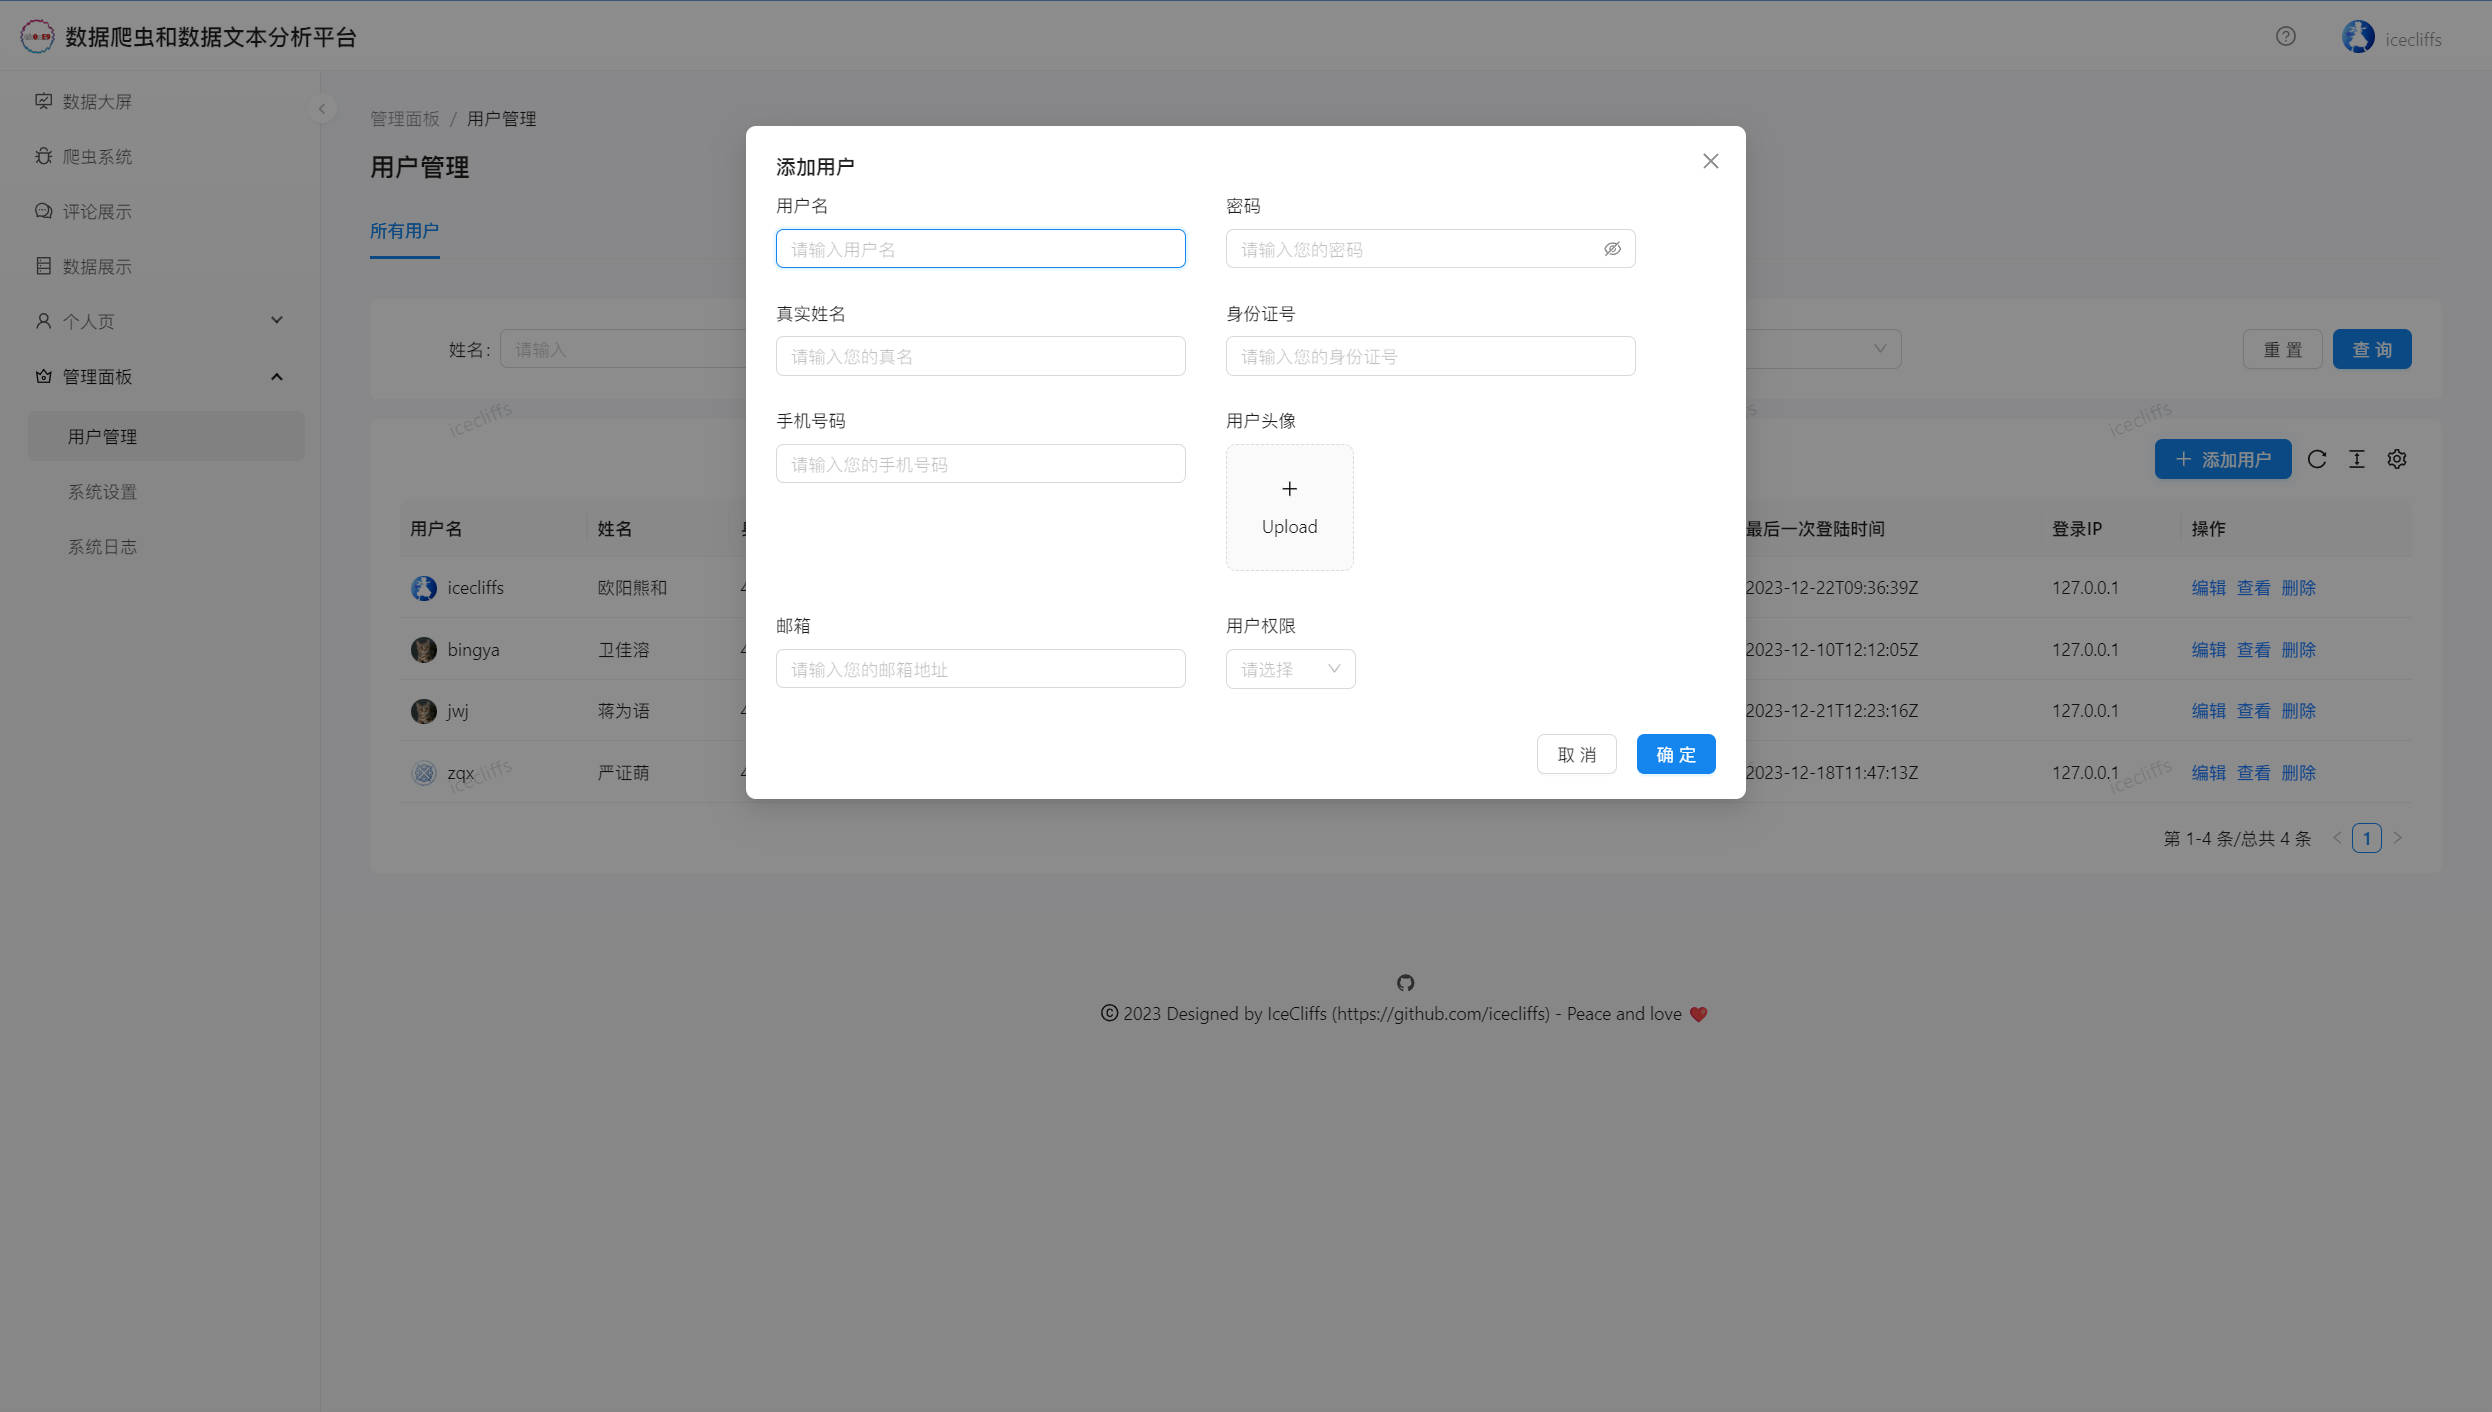 数据爬虫和数据文本分析平台
icecliffs
数据大屏
爬虫系统
评论展示
数据展示
个人页
管理面板
用户管理
系统设置
系统日志
管理面板 / 用户管理
用户管理
所有用户
姓名: 请输入
重 置
查 询
添加用户
用户名 姓名 最后一次登陆时间 登录IP 操作
icecliffs 欧阳熊和 2023-12-22T09:36:39Z 127.0.0.1 编辑 查看 删除
bingya 卫佳溶 2023-12-10T12:12:05Z 127.0.0.1 编辑 查看 删除
jwj 蒋为语 2023-12-21T12:23:16Z 127.0.0.1 编辑 查看 删除
zqx 严证萌 2023-12-18T11:47:13Z 127.0.0.1 编辑 查看 删除
第 1-4 条/总共 4 条 1
icecliffs
icecliffs
icecliffs
icecliffs
添加用户
用户名
请输入用户名
密码
请输入您的密码
真实姓名
请输入您的真名
身份证号
请输入您的身份证号
手机号码
请输入您的手机号码
用户头像
Upload
邮箱
请输入您的邮箱地址
用户权限
请选择
取 消
确 定
© 2023 Designed by IceCliffs (https://github.com/icecliffs) - Peace and love ❤️